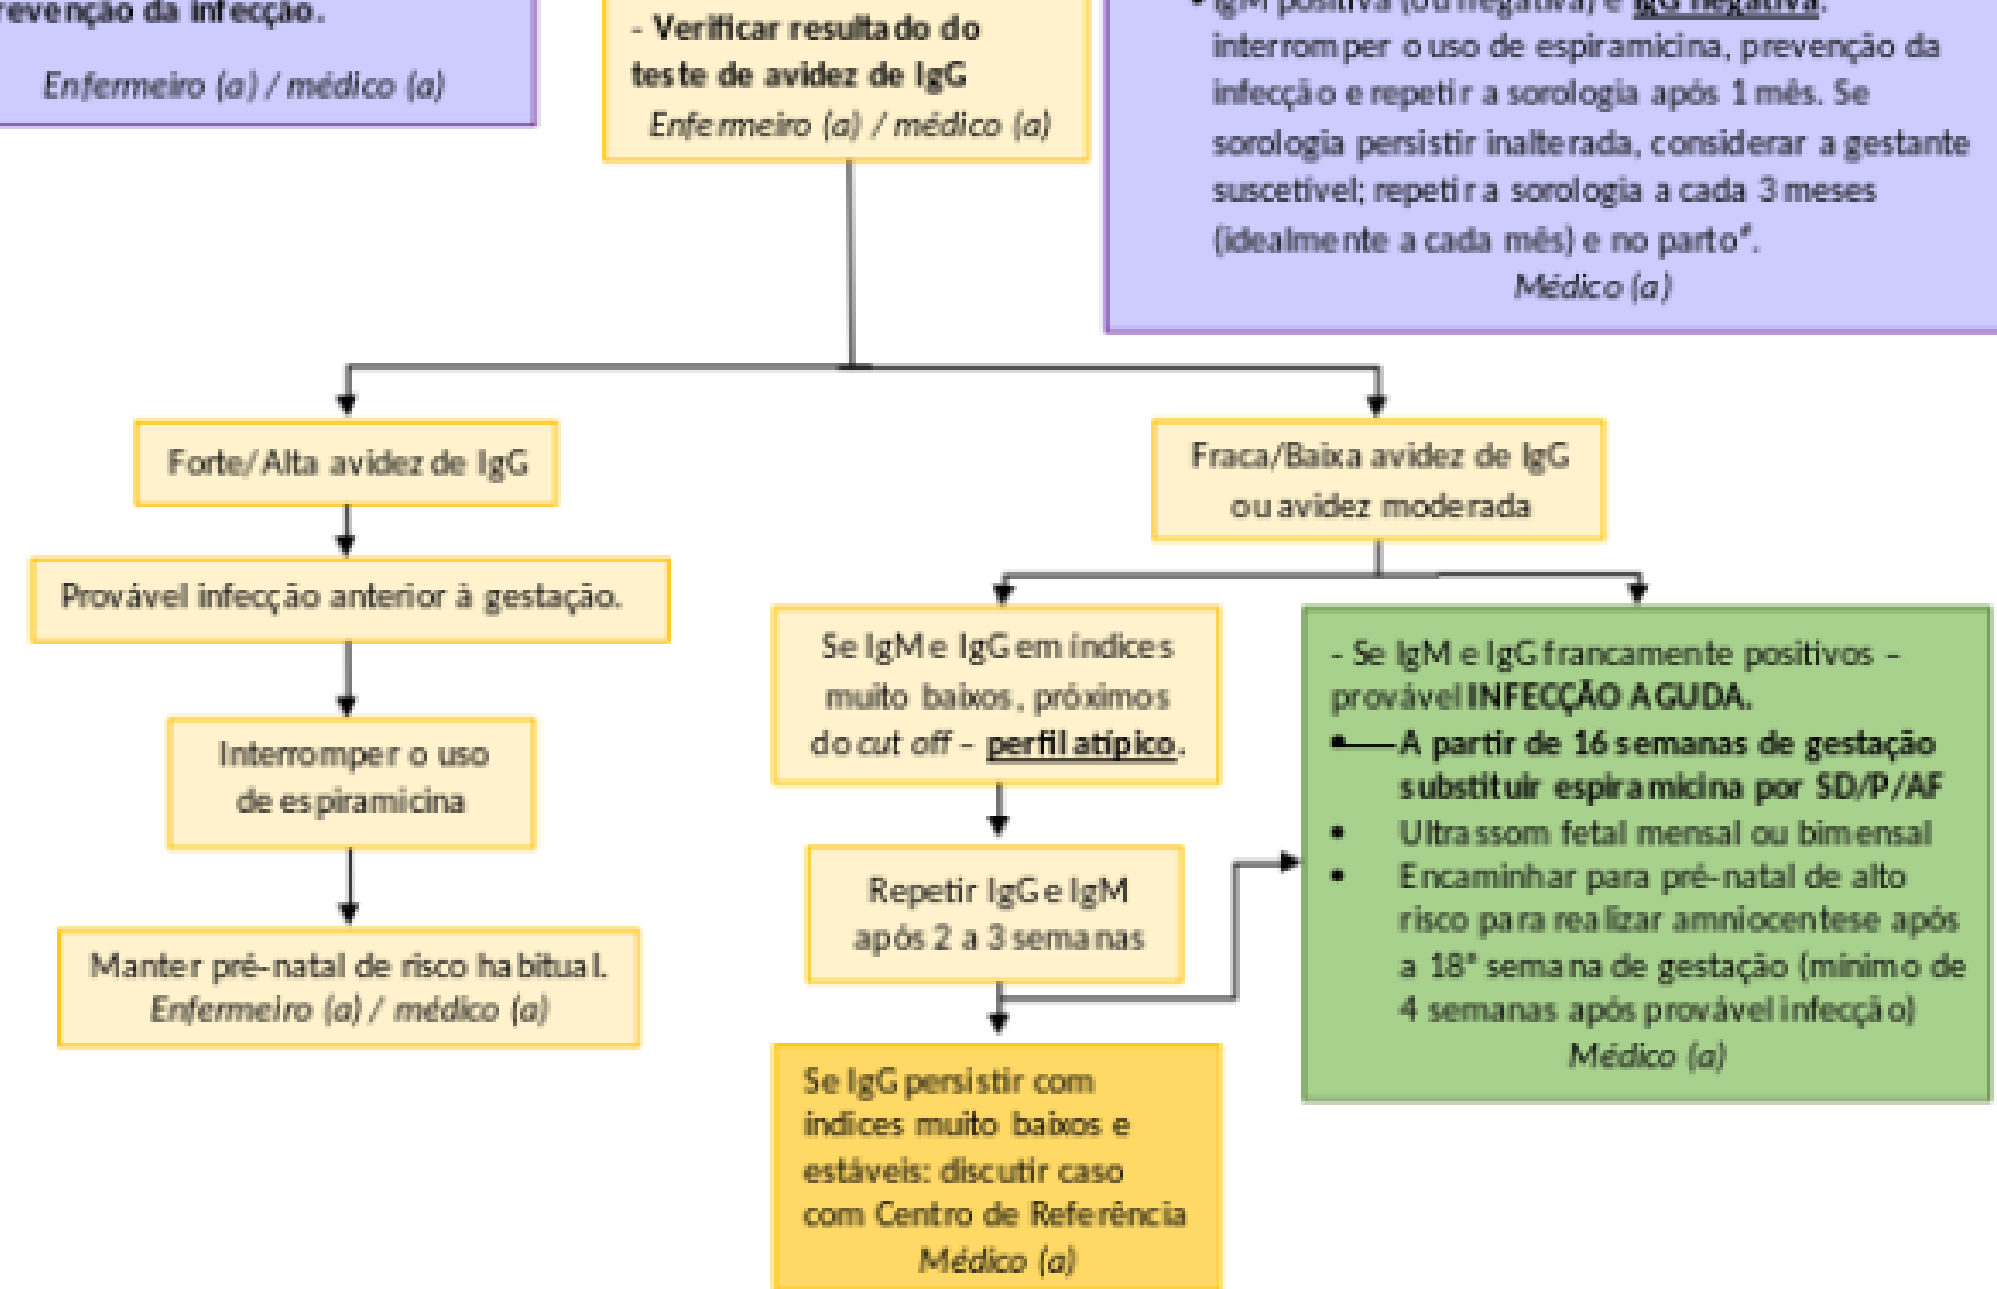 prevenção da infecção.
Enfermeiro (a) / médico (a)
- Verificar resultado do
teste de avidez de IgG
Enfermeiro (a) / médico (a)
• IgM positiva (ou negativa) e IgG negativa:
interromper o uso de espiramicina, prevenção da
infecção e repetir a sorologia após 1 mês. Se
sorologia persistir inalterada, considerar a gestante
suscetível; repetir a sorologia a cada 3 meses
(idealmente a cada mês) e no parto
Médico (a)
Forte/Alta avidez de IgG
Provável infecção anterior à gestação.
Interromper o uso
de espiramicina
Manter pré-natal de risco habitual.
Enfermeiro (a) / médico (a)
Fraca/Baixa avidez de IgG
ou avidez moderada
Se IgM e IgG em índices
muito baixos, próximos
do cut off – perfil atípico.
Repetir IgG e IgM
após 2 a 3 semanas
Se IgG persistir com
índices muito baixos e
estáveis: discutir caso
com Centro de Referência
Médico (a)
- Se IgM e IgG francamente positivos –
provável INFECÇÃO AGUDA.
• A partir de 16 semanas de gestação
substituir espiramicina por SD/P/AF
• Ultrassom fetal mensal ou bimensal
• Encaminhar para pré-natal de alto
risco para realizar amniocentese após
a 18ª semana de gestação (mínimo de
4 semanas após provável infecção)
Médico (a)